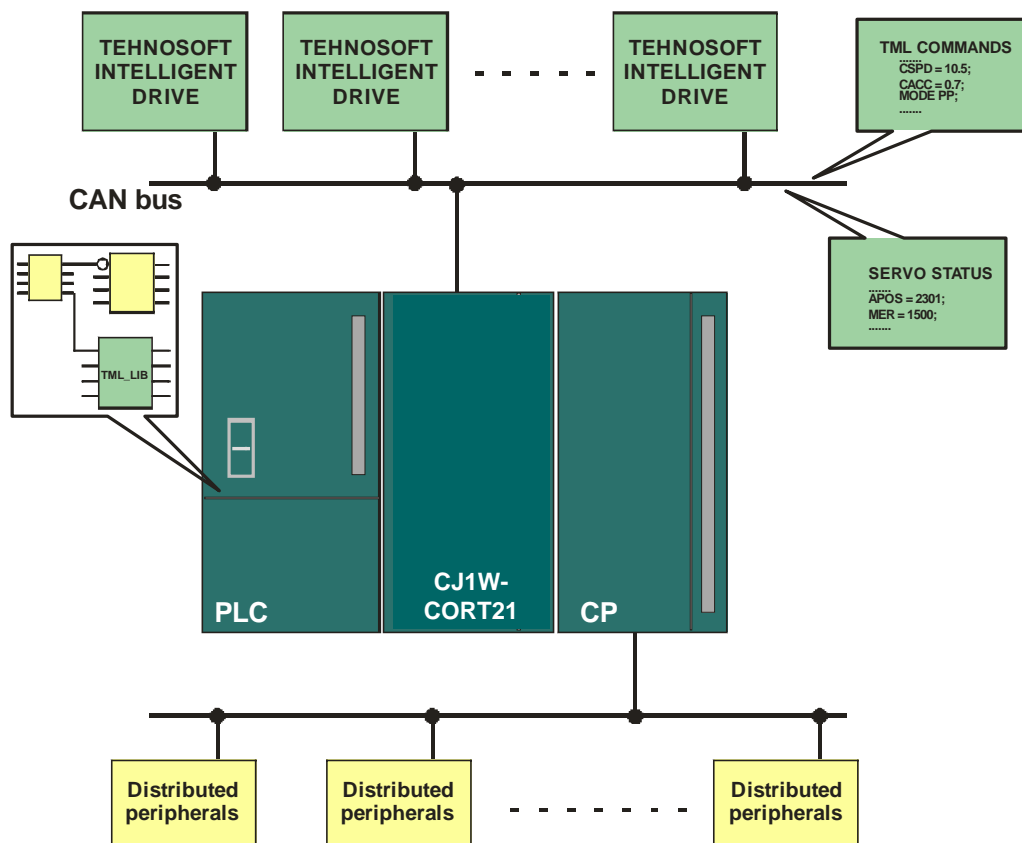 TEHNOSOFT
INTELLIGENT
DRIVE
TEHNOSOFT
INTELLIGENT
DRIVE
TEHNOSOFT
INTELLIGENT
DRIVE
TML COMMANDS
.......
CSPD = 10.5;
CACC = 0.7;
MODE PP;
.......
CAN bus
SERVO STATUS
.......
APOS = 2301;
MER = 1500;
.......
TML_LIB
PLC
CJ1W-
CORT21
CP
Distributed
peripherals
Distributed
peripherals
Distributed
peripherals